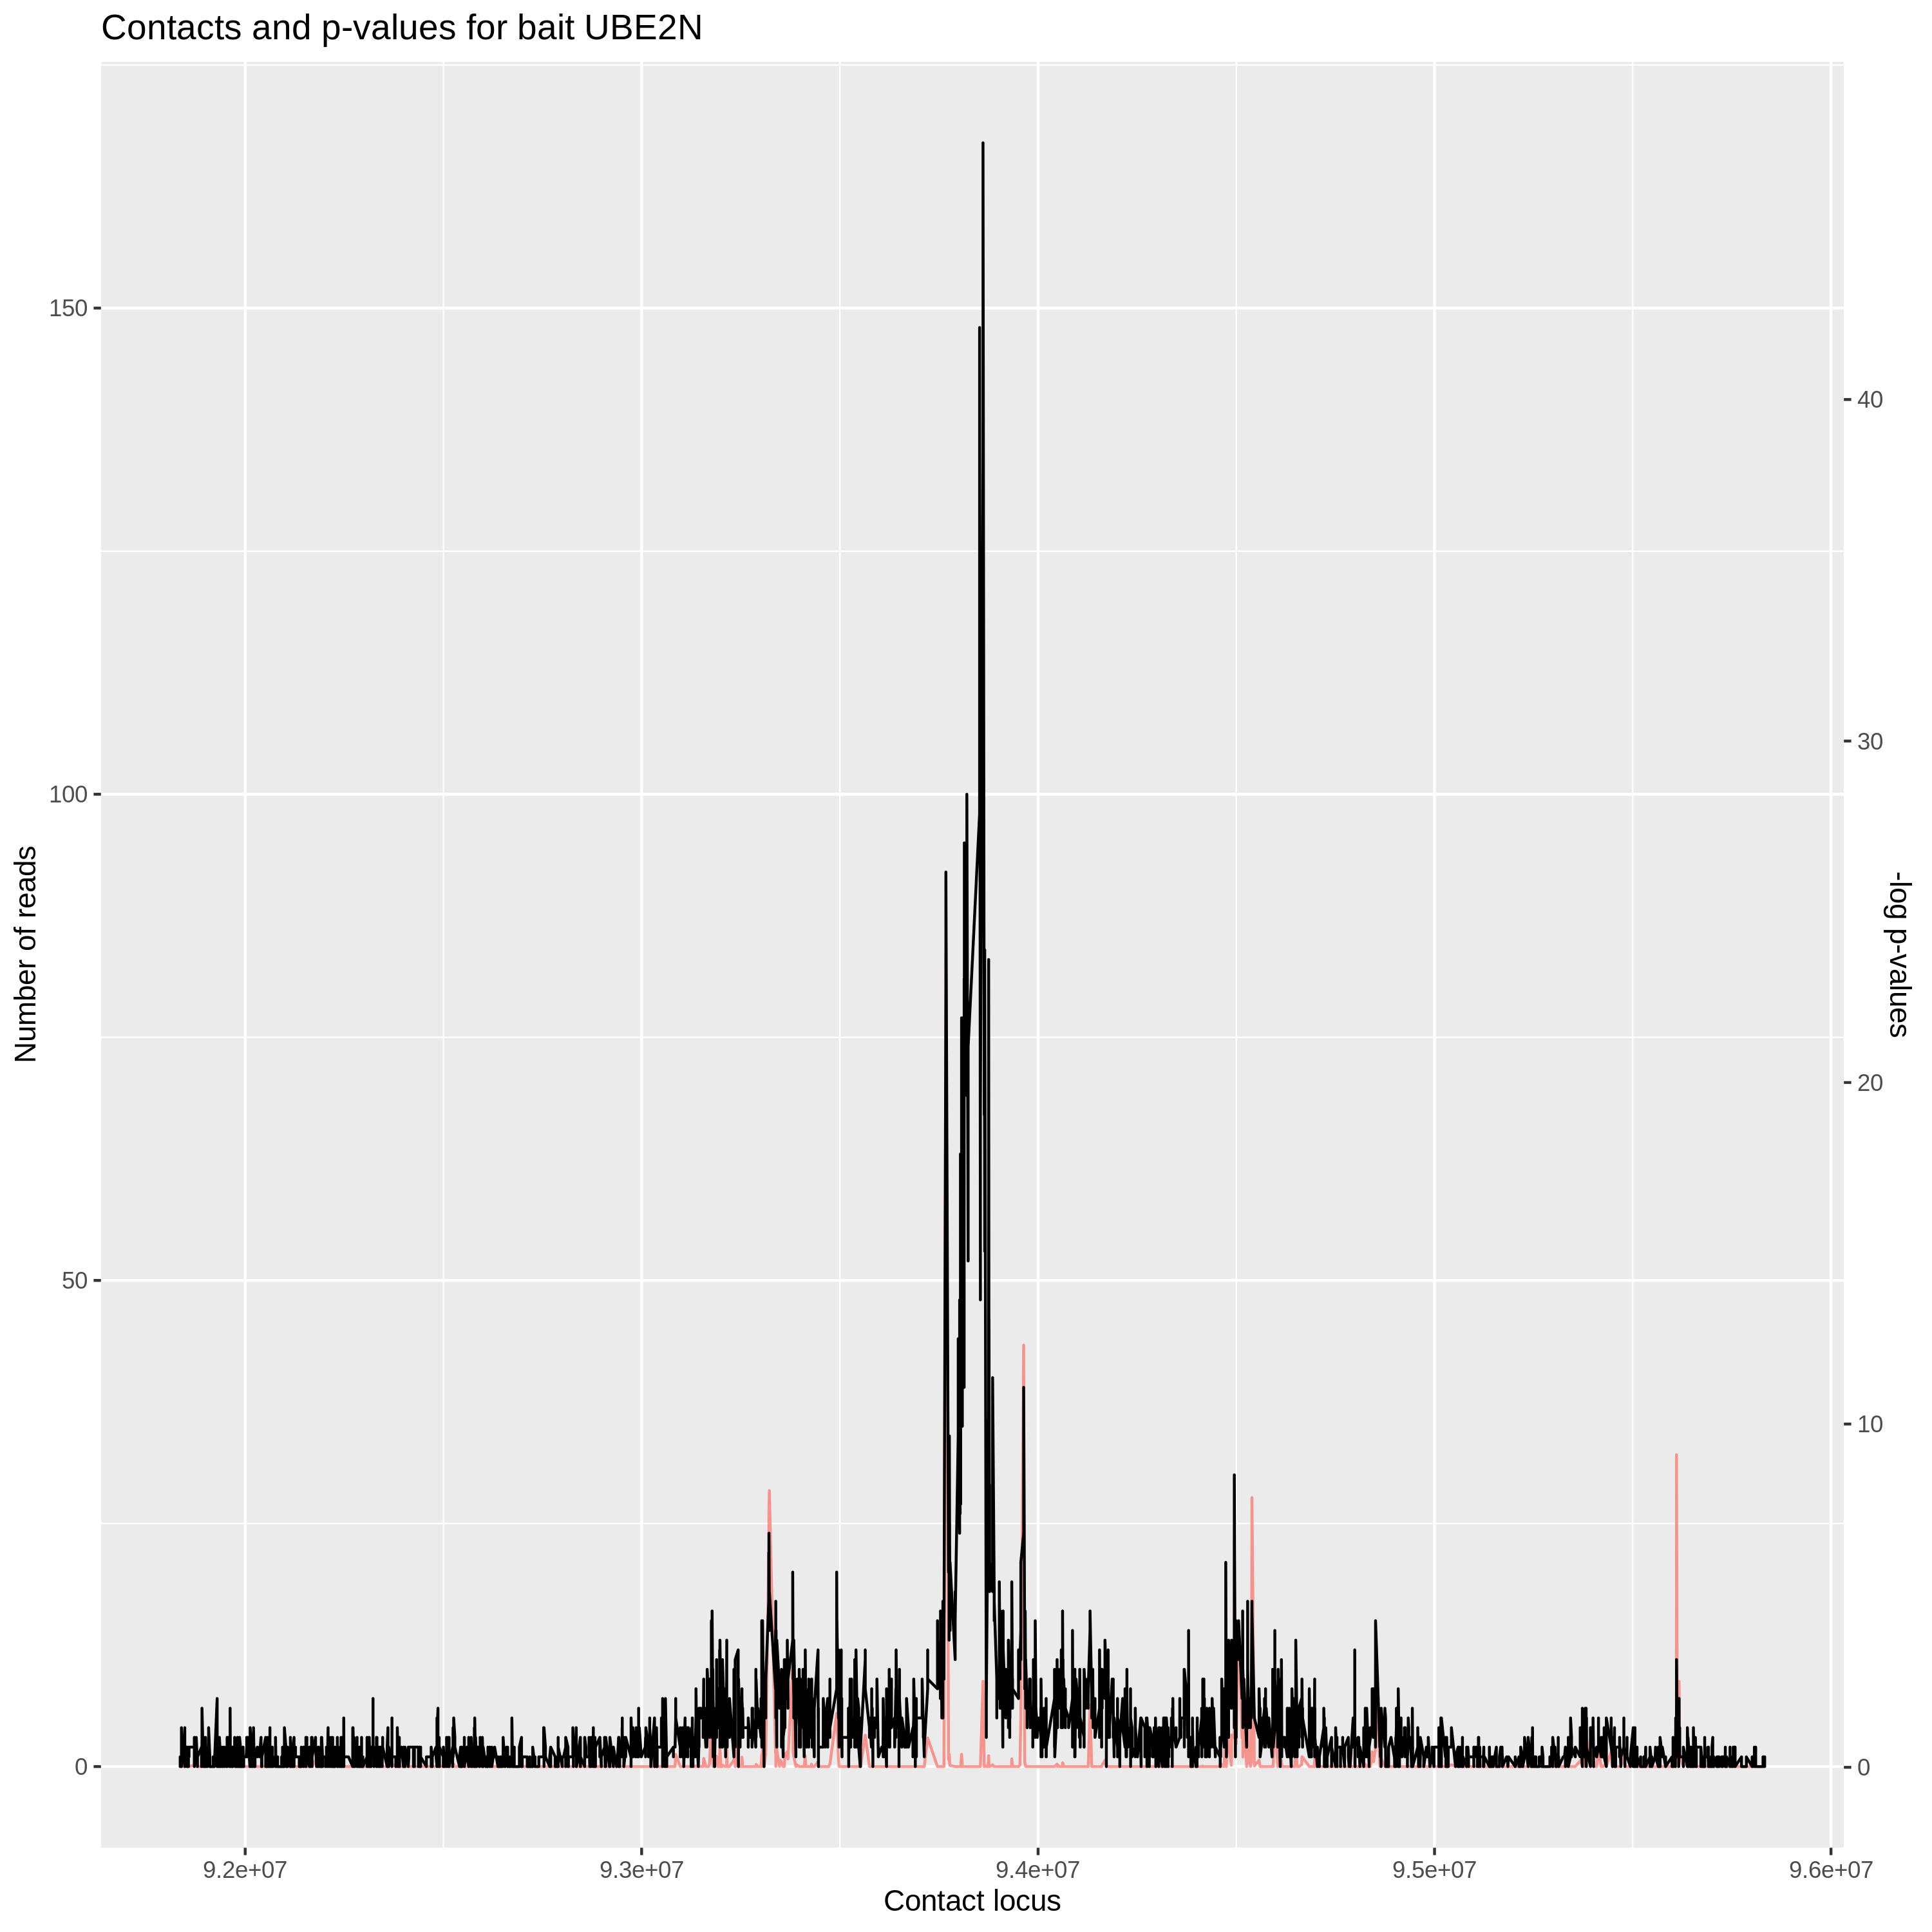 Contacts and p-values for bait UBE2N
150
100
50
0
Number of reads
40
30
20
10
0
-log p-values
9.2e+07
9.3e+07
9.4e+07
9.5e+07
9.6e+07
Contact locus